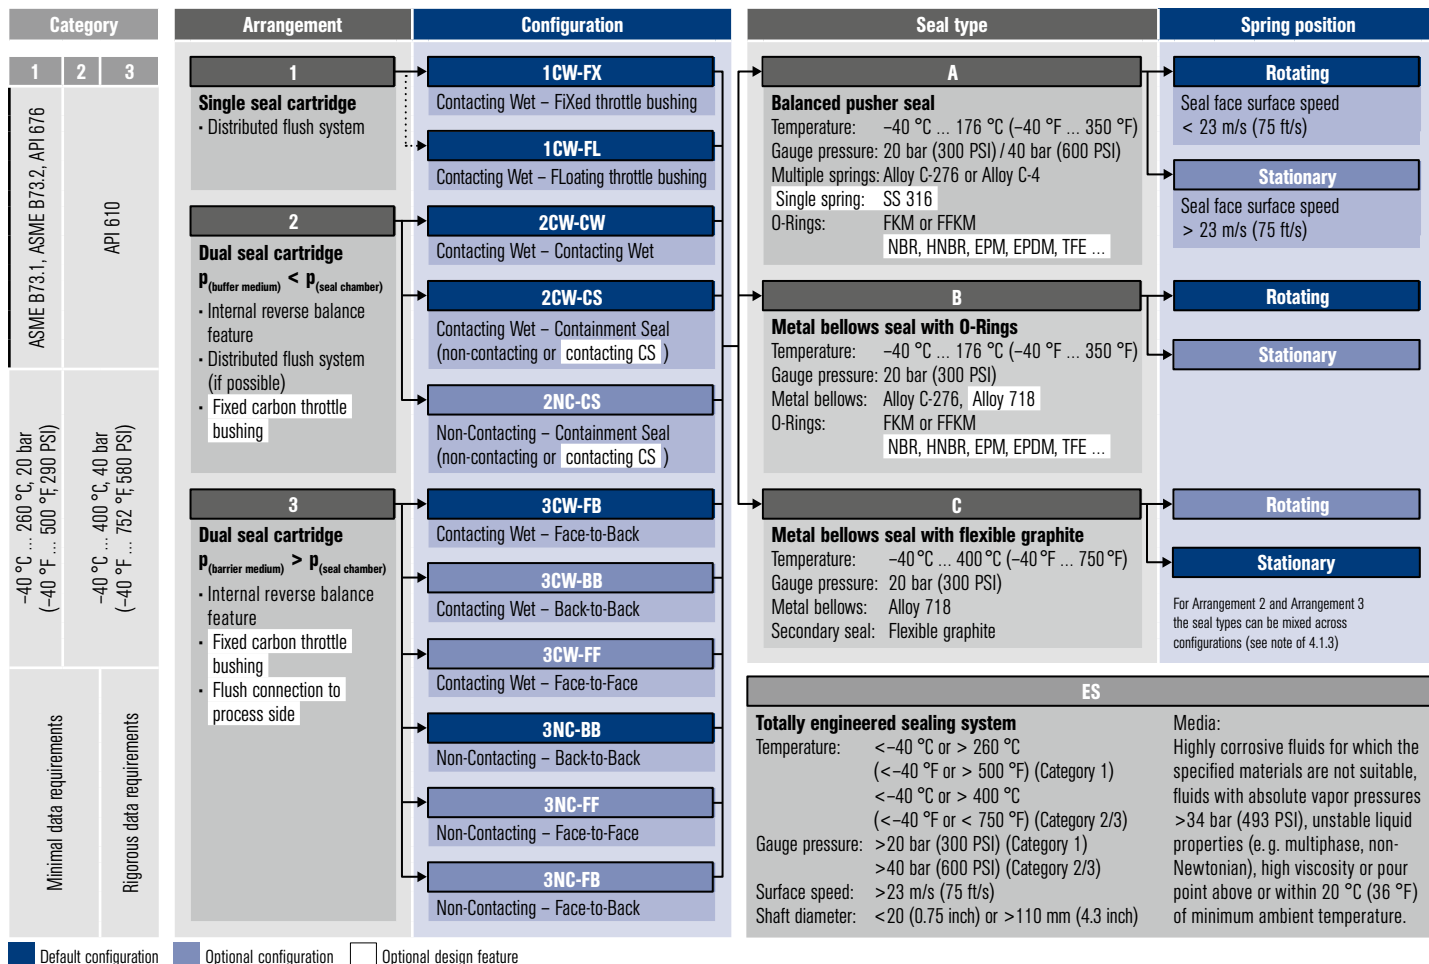 Category
1 2 3
ASME B73.1, ASME B73.2, API 676
API 610
–40 °C … 260 °C, 20 bar
(–40 °F … 500 °F, 290 PSI)
–40 °C … 400 °C, 40 bar
(–40 °F … 752 °F, 580 PSI)
Minimal data requirements
Rigorous data requirements
Arrangement
1
Single seal cartridge
· Distributed flush system
2
Dual seal cartridge
p(buffer medium) < p(seal chamber)
· Internal reverse balance
feature
· Distributed flush system
(if possible)
· Fixed carbon throttle
bushing
3
Dual seal cartridge
p(barrier medium) > p(seal chamber)
· Internal reverse balance
feature
· Fixed carbon throttle
bushing
· Flush connection to
process side
Configuration
1CW-FX
Contacting Wet – FiXed throttle bushing
1CW-FL
Contacting Wet – FLoating throttle bushing
2CW-CW
Contacting Wet – Contacting Wet
2CW-CS
Contacting Wet – Containment Seal
(non-contacting or contacting CS )
2NC-CS
Non-Contacting – Containment Seal
(non-contacting or contacting CS )
3CW-FB
Contacting Wet – Face-to-Back
3CW-BB
Contacting Wet – Back-to-Back
3CW-FF
Contacting Wet – Face-to-Face
3NC-BB
Non-Contacting – Back-to-Back
3NC-FF
Non-Contacting – Face-to-Face
3NC-FB
Non-Contacting – Face-to-Back
Seal type
A
Balanced pusher seal
Temperature: –40 °C … 176 °C (–40 °F … 350 °F)
Gauge pressure: 20 bar (300 PSI) / 40 bar (600 PSI)
Multiple springs: Alloy C-276 or Alloy C-4
Single spring: SS 316
O-Rings: FKM or FFKM
NBR, HNBR, EPM, EPDM, TFE …
B
Metal bellows seal with O-Rings
Temperature: –40 °C … 176 °C (–40 °F … 350 °F)
Gauge pressure: 20 bar (300 PSI)
Metal bellows: Alloy C-276, Alloy 718
O-Rings: FKM or FFKM
NBR, HNBR, EPM, EPDM, TFE …
C
Metal bellows seal with flexible graphite
Temperature: –40 °C … 400 °C (–40 °F … 750 °F)
Gauge pressure: 20 bar (300 PSI)
Metal bellows: Alloy 718
Secondary seal: Flexible graphite
Spring position
Rotating
Seal face surface speed
< 23 m/s (75 ft/s)
Stationary
Seal face surface speed
> 23 m/s (75 ft/s)
Rotating
Stationary
Rotating
Stationary
For Arrangement 2 and Arrangement 3
the seal types can be mixed across
configurations (see note of 4.1.3)
ES
Totally engineered sealing system
Temperature: <–40 °C or > 260 °C
(<–40 °F or > 500 °F) (Category 1)
<–40 °C or > 400 °C
(<–40 °F or < 750 °F) (Category 2/3)
Gauge pressure: >20 bar (300 PSI) (Category 1)
>40 bar (600 PSI) (Category 2/3)
Surface speed: >23 m/s (75 ft/s)
Shaft diameter: <20 (0.75 inch) or >110 mm (4.3 inch)
Media:
Highly corrosive fluids for which the
specified materials are not suitable,
fluids with absolute vapor pressures
>34 bar (493 PSI), unstable liquid
properties (e. g. multiphase, non-
Newtonian), high viscosity or pour
point above or within 20 °C (36 °F)
of minimum ambient temperature.
Default configuration
Optional configuration
Optional design feature